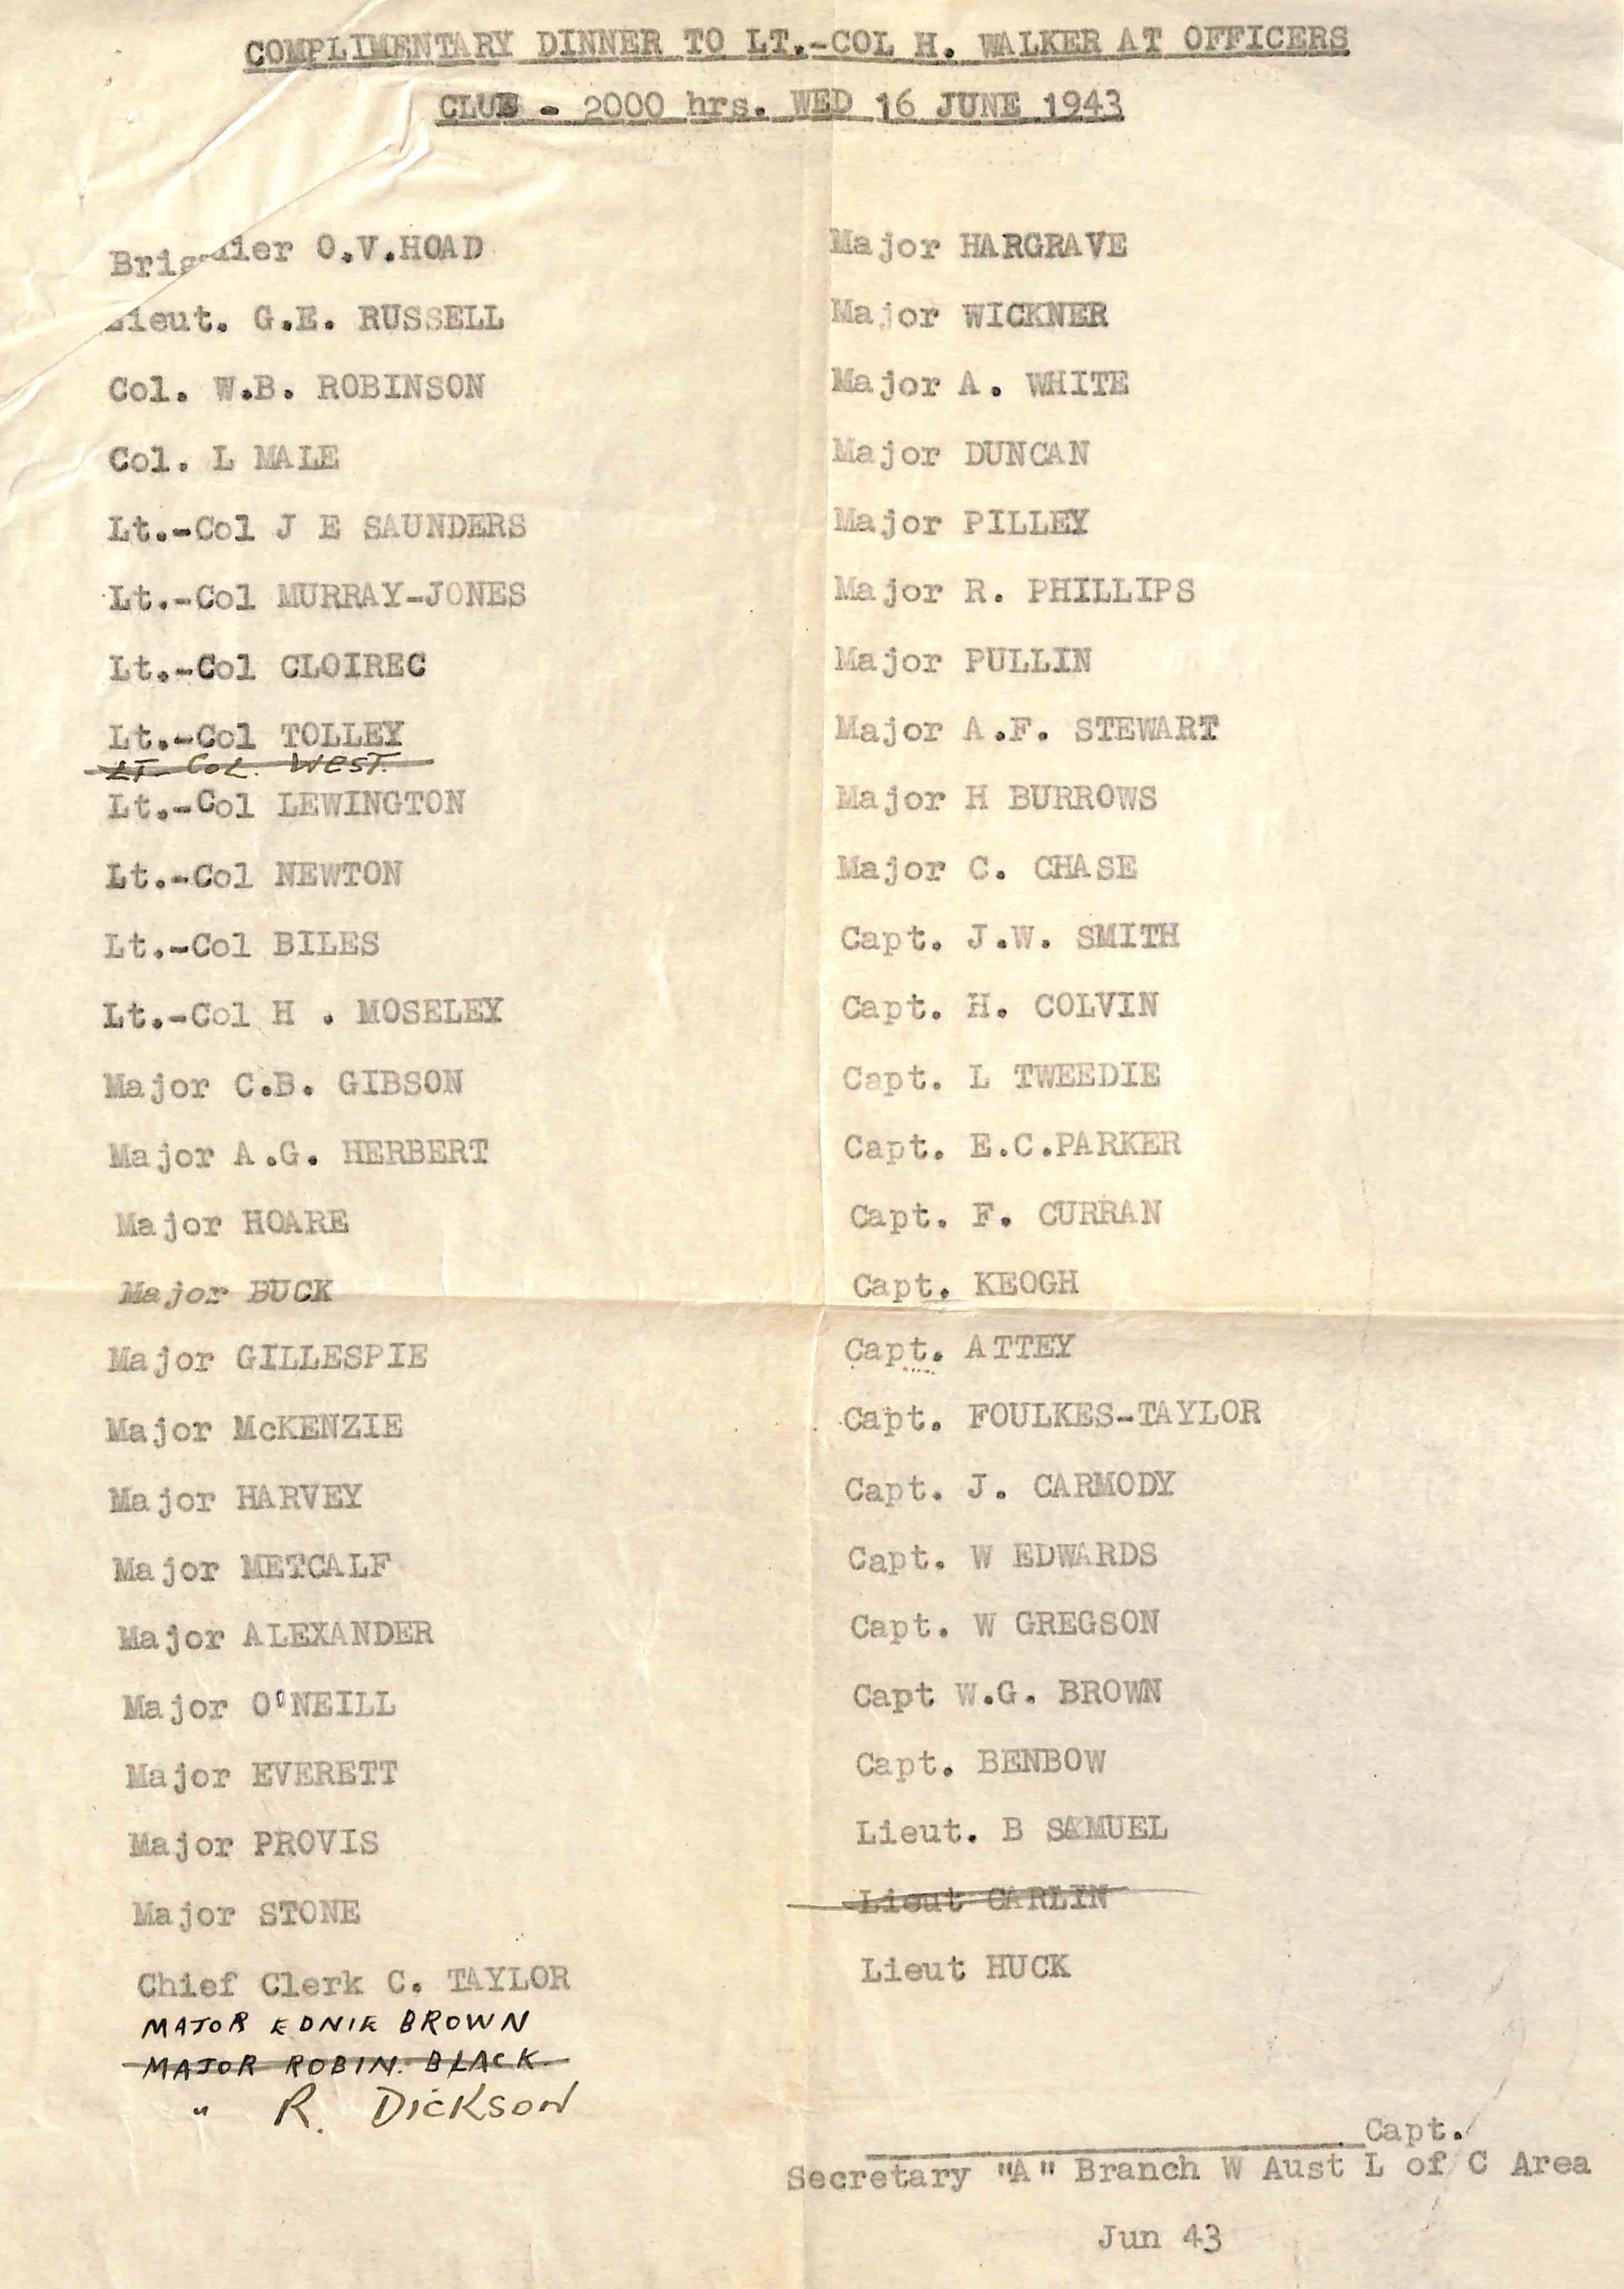 COMPLIMENTARY DINNER TO LT.-COL H. WALKER AT OFFICERS
CLUB - 2000 hrs. WED 16 JUNE 1943
Brigadier O.V.HOAD
Lieut. G.E. RUSSELL
Col. W.B. ROBINSON
Col. L MALE
Lt.-Col J E SAUNDERS
Lt.-Col MURRAY-JONES
Lt.-Col CLOIREC
Lt.-Col TOLLEY
LT. COL. WEST.
Lt.-Col LEWINGTON
Lt.-Col NEWTON
Lt.-Col BILES
Lt.-Col H . MOSELEY
Major C.B. GIBSON
Major A.G. HERBERT
Major HOARE
Major BUCK
Major GILLESPIE
Major McKENZIE
Major HARVEY
Major METCALF
Major ALEXANDER
Major O'NEILL
Major EVERETT
Major PROVIS
Major STONE
Chief Clerk C. TAYLOR
MAJOR EDNIE BROWN
MAJOR ROBIN. BLACK
" R. DICKSON
Major HARGRAVE
Major WICKNER
Major A. WHITE
Major DUNCAN
Major PILLEY
Major R. PHILLIPS
Major PULLIN
Major A.F. STEWART
Major H BURROWS
Major C. CHASE
Capt. J.W. SMITH
Capt. H. COLVIN
Capt. L TWEEDIE
Capt. E.C.PARKER
Capt. F. CURRAN
Capt. KEOGH
Capt. ATTEY
Capt. FOULKES-TAYLOR
Capt. J. CARMODY
Capt. W EDWARDS
Capt. W GREGSON
Capt W.G. BROWN
Capt. BENBOW
Lieut. B SAMUEL
Lieut CARLIN
Lieut HUCK
Capt.
Secretary "A" Branch W Aust L of C Area
Jun 43